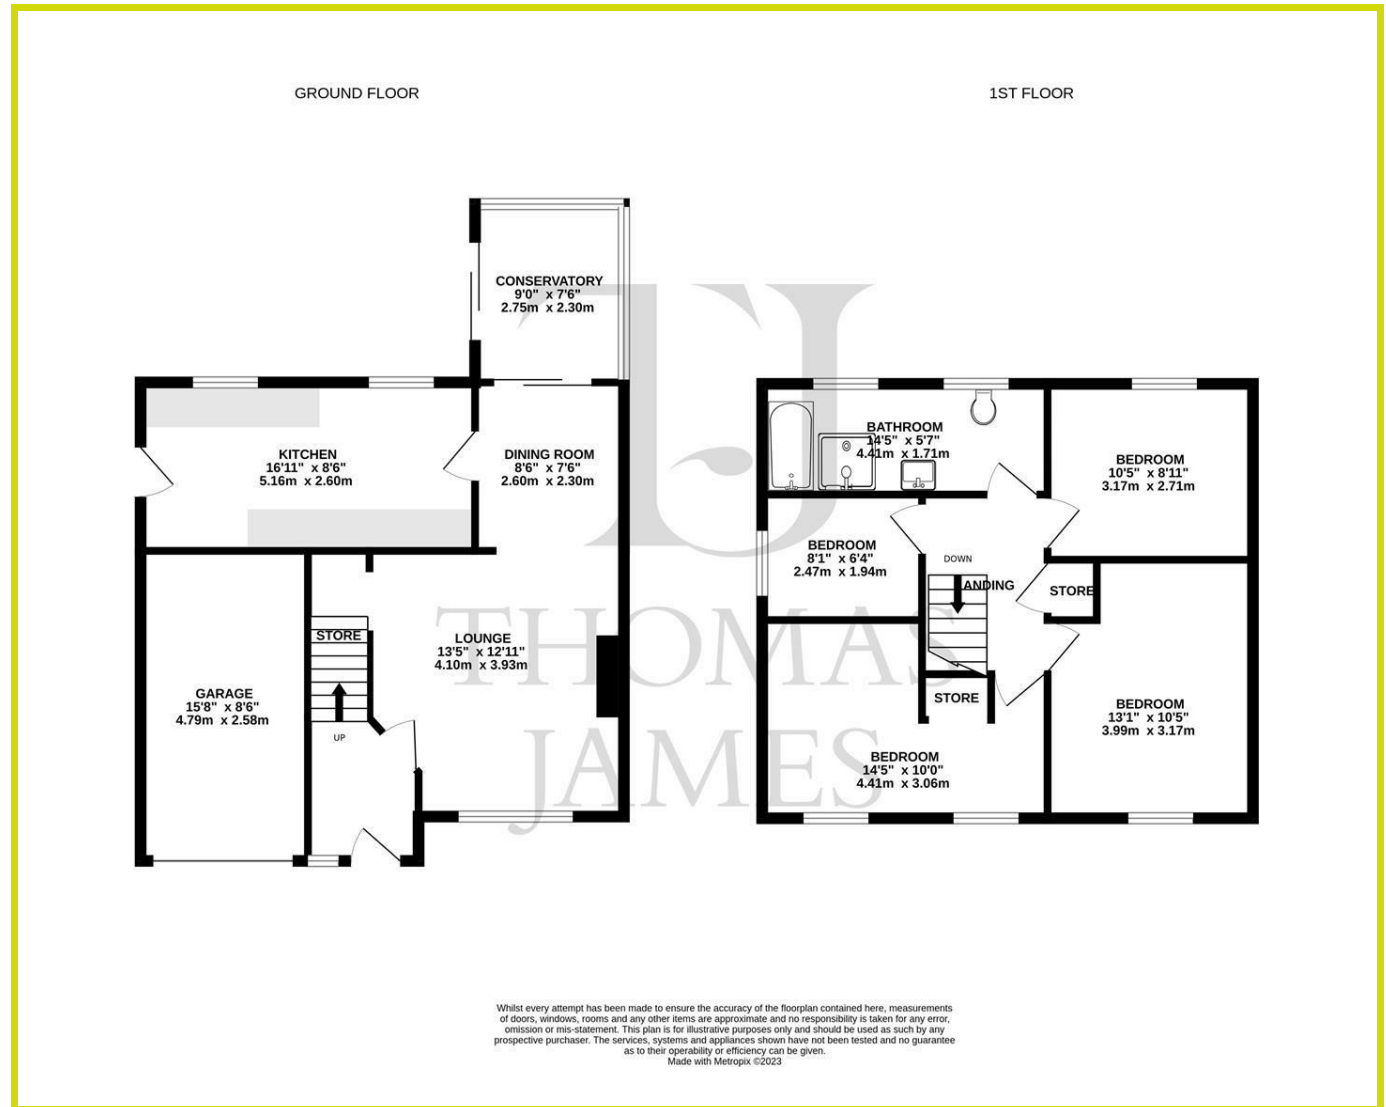 GROUND FLOOR
1ST FLOOR
CONSERVATORY
9'0" x 7'6"
2.75m x 2.30m
KITCHEN
16'11" x 8'6"
5.16m x 2.60m
DINING ROOM
8'6" x 7'6"
2.60m x 2.30m
STORE
LOUNGE
13'5" x 12'11"
4.10m x 3.93m
GARAGE
15'8" x 8'6"
4.79m x 2.58m
UP
BATHROOM
14'5" x 5'7"
4.41m x 1.71m
BEDROOM
10'5" x 8'11"
3.17m x 2.71m
BEDROOM
8'1" x 6'4"
2.47m x 1.94m
DOWN
LANDING
STORE
STORE
BEDROOM
13'1" x 10'5"
3.99m x 3.17m
BEDROOM
14'5" x 10'0"
4.41m x 3.06m
TJ
THOMAS
JAMES
Whilst every attempt has been made to ensure the accuracy of the floorplan contained here, measurements
of doors, windows, rooms and any other items are approximate and no responsibility is taken for any error,
omission or mis-statement. This plan is for illustrative purposes only and should be used as such by any
prospective purchaser. The services, systems and appliances shown have not been tested and no guarantee
as to their operability or efficiency can be given.
Made with Metropix ©2023